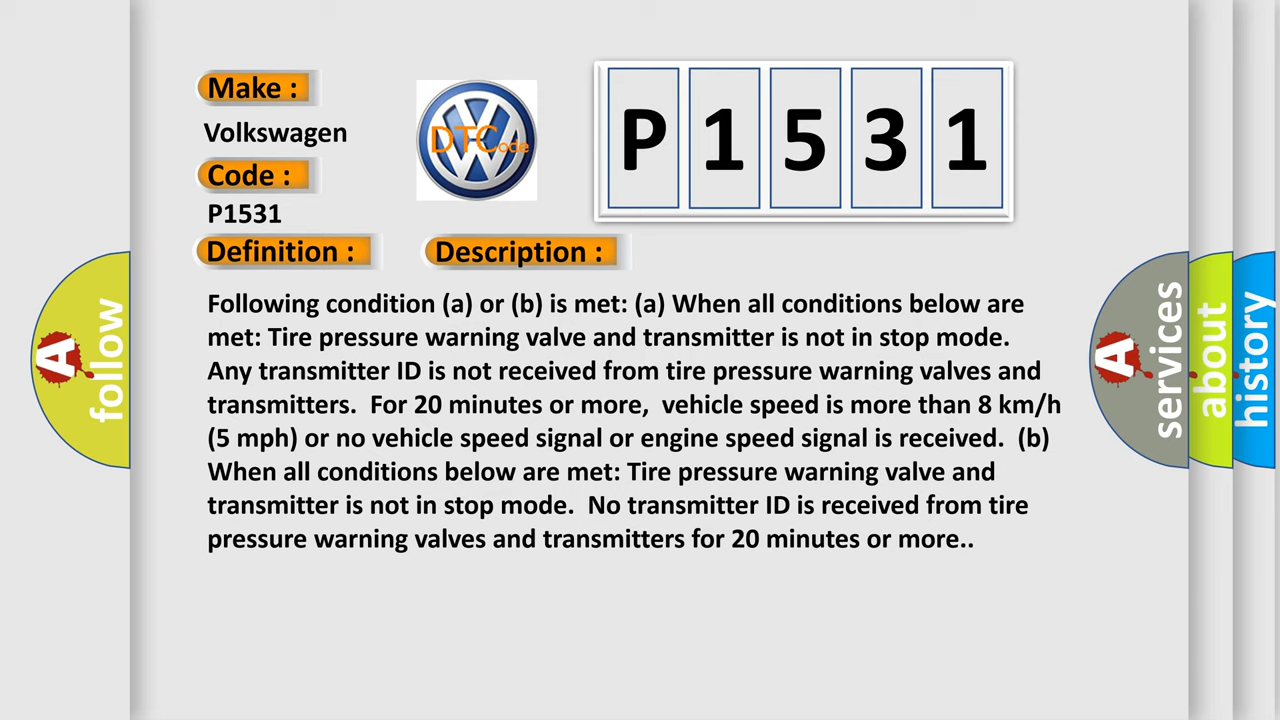 Make :
Volkswagen
Code :
P1531
Definition :
Description :
DTCode
P1531
Following condition (a) or (b) is met: (a) When all conditions below are
met: Tire pressure warning valve and transmitter is not in stop mode.
Any transmitter ID is not received from tire pressure warning valves and
transmitters. For 20 minutes or more, vehicle speed is more than 8 km/h
(5 mph) or no vehicle speed signal or engine speed signal is received. (b)
When all conditions below are met: Tire pressure warning valve and
transmitter is not in stop mode. No transmitter ID is received from tire
pressure warning valves and transmitters for 20 minutes or more..
A follow
A services
about
history